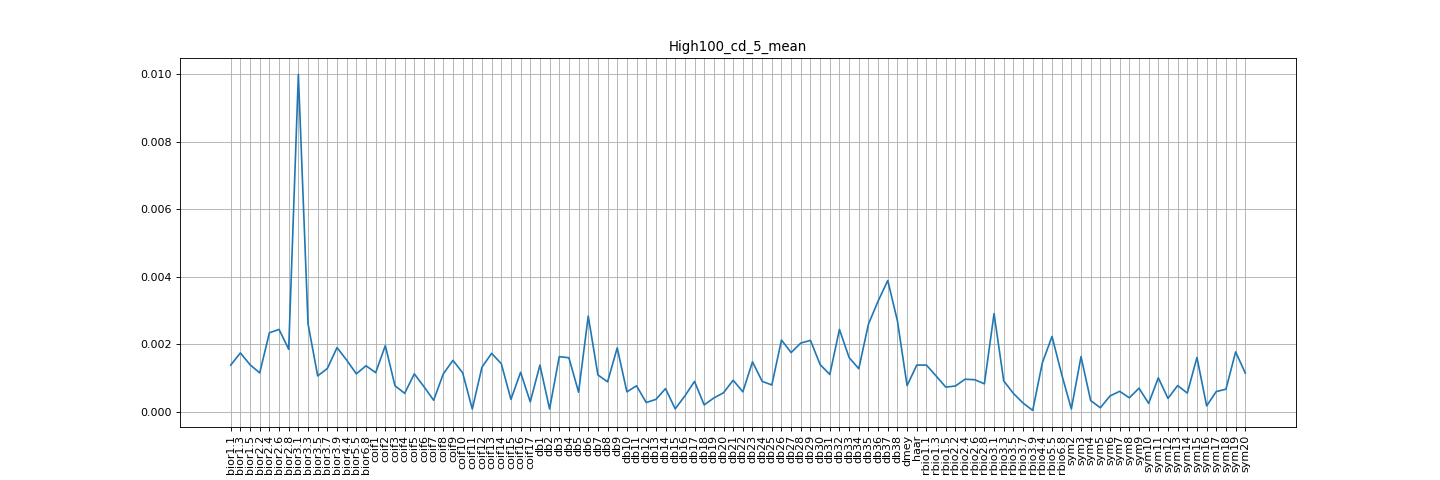 High100_cd_5_mean
0.010
0.008
0.006
0.004
0.002
0.000
bior1.1
bior1.3
bior1.5
bior2.2
bior2.4
bior2.6
bior2.8
bior3.1
bior3.3
bior3.5
bior3.7
bior3.9
bior4.4
bior5.5
bior6.8
coif1
coif2
coif3
coif4
coif5
coif6
coif7
coif8
coif9
coif10
coif11
coif12
coif13
coif14
coif15
coif16
coif17
db1
db2
db3
db4
db5
db6
db7
db8
db9
db10
db11
db12
db13
db14
db15
db16
db17
db18
db19
db20
db21
db22
db23
db24
db25
db26
db27
db28
db29
db30
db31
db32
db33
db34
db35
db36
db37
db38
dmey
haar
rbio1.1
rbio1.3
rbio1.5
rbio2.2
rbio2.4
rbio2.6
rbio2.8
rbio3.1
rbio3.3
rbio3.5
rbio3.7
rbio3.9
rbio4.4
rbio5.5
rbio6.8
sym2
sym3
sym4
sym5
sym6
sym7
sym8
sym9
sym10
sym11
sym12
sym13
sym14
sym15
sym16
sym17
sym18
sym19
sym20